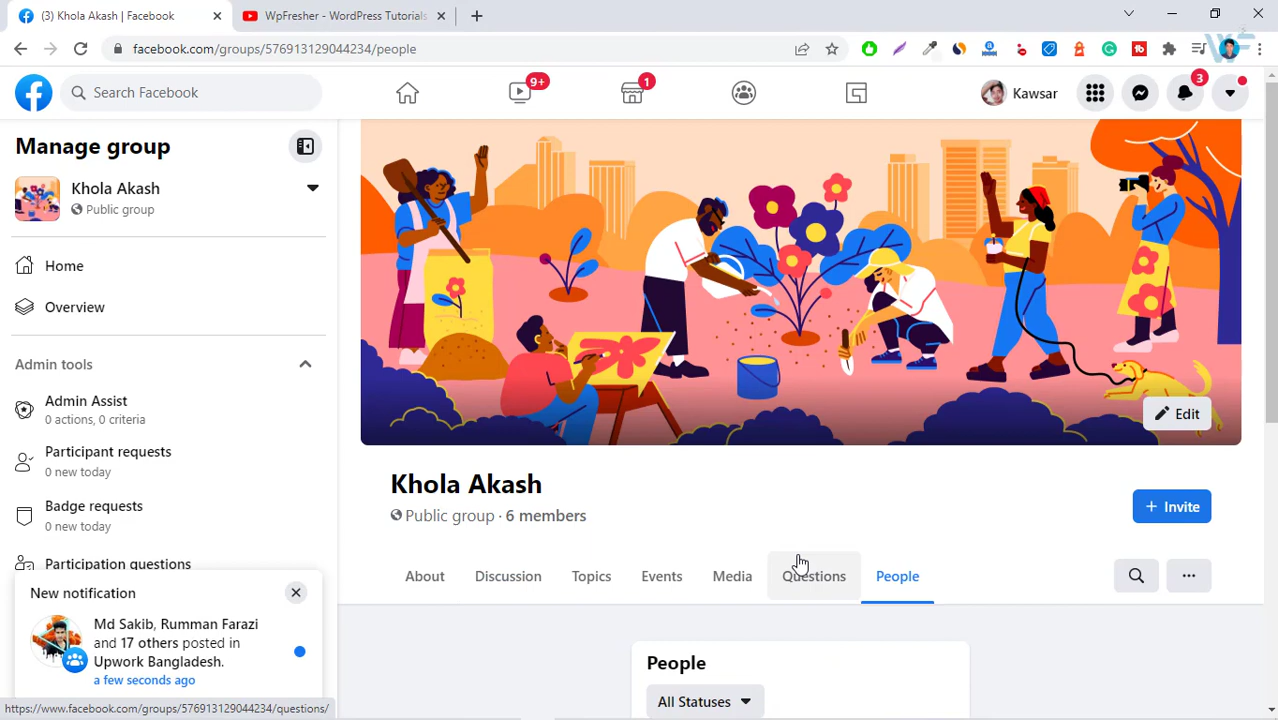 (3) Khola Akash | Facebook
WpFresher - WordPress Tutorials
facebook.com/groups/576913129044234/people
WF
Search Facebook
9+
1
Kawsar
3
Manage group
Khola Akash
Public group
Home
Overview
Admin tools
Admin Assist
0 actions, 0 criteria
Participant requests
0 new today
Badge requests
0 new today
Participation questions
New notification
Md Sakib, Rumman Farazi
and 17 others posted in
Upwork Bangladesh.
a few seconds ago
https://www.facebook.com/groups/576913129044234/questions/
Edit
Khola Akash
Public group · 6 members
+ Invite
About
Discussion
Topics
Events
Media
Questions
People
People
All Statuses